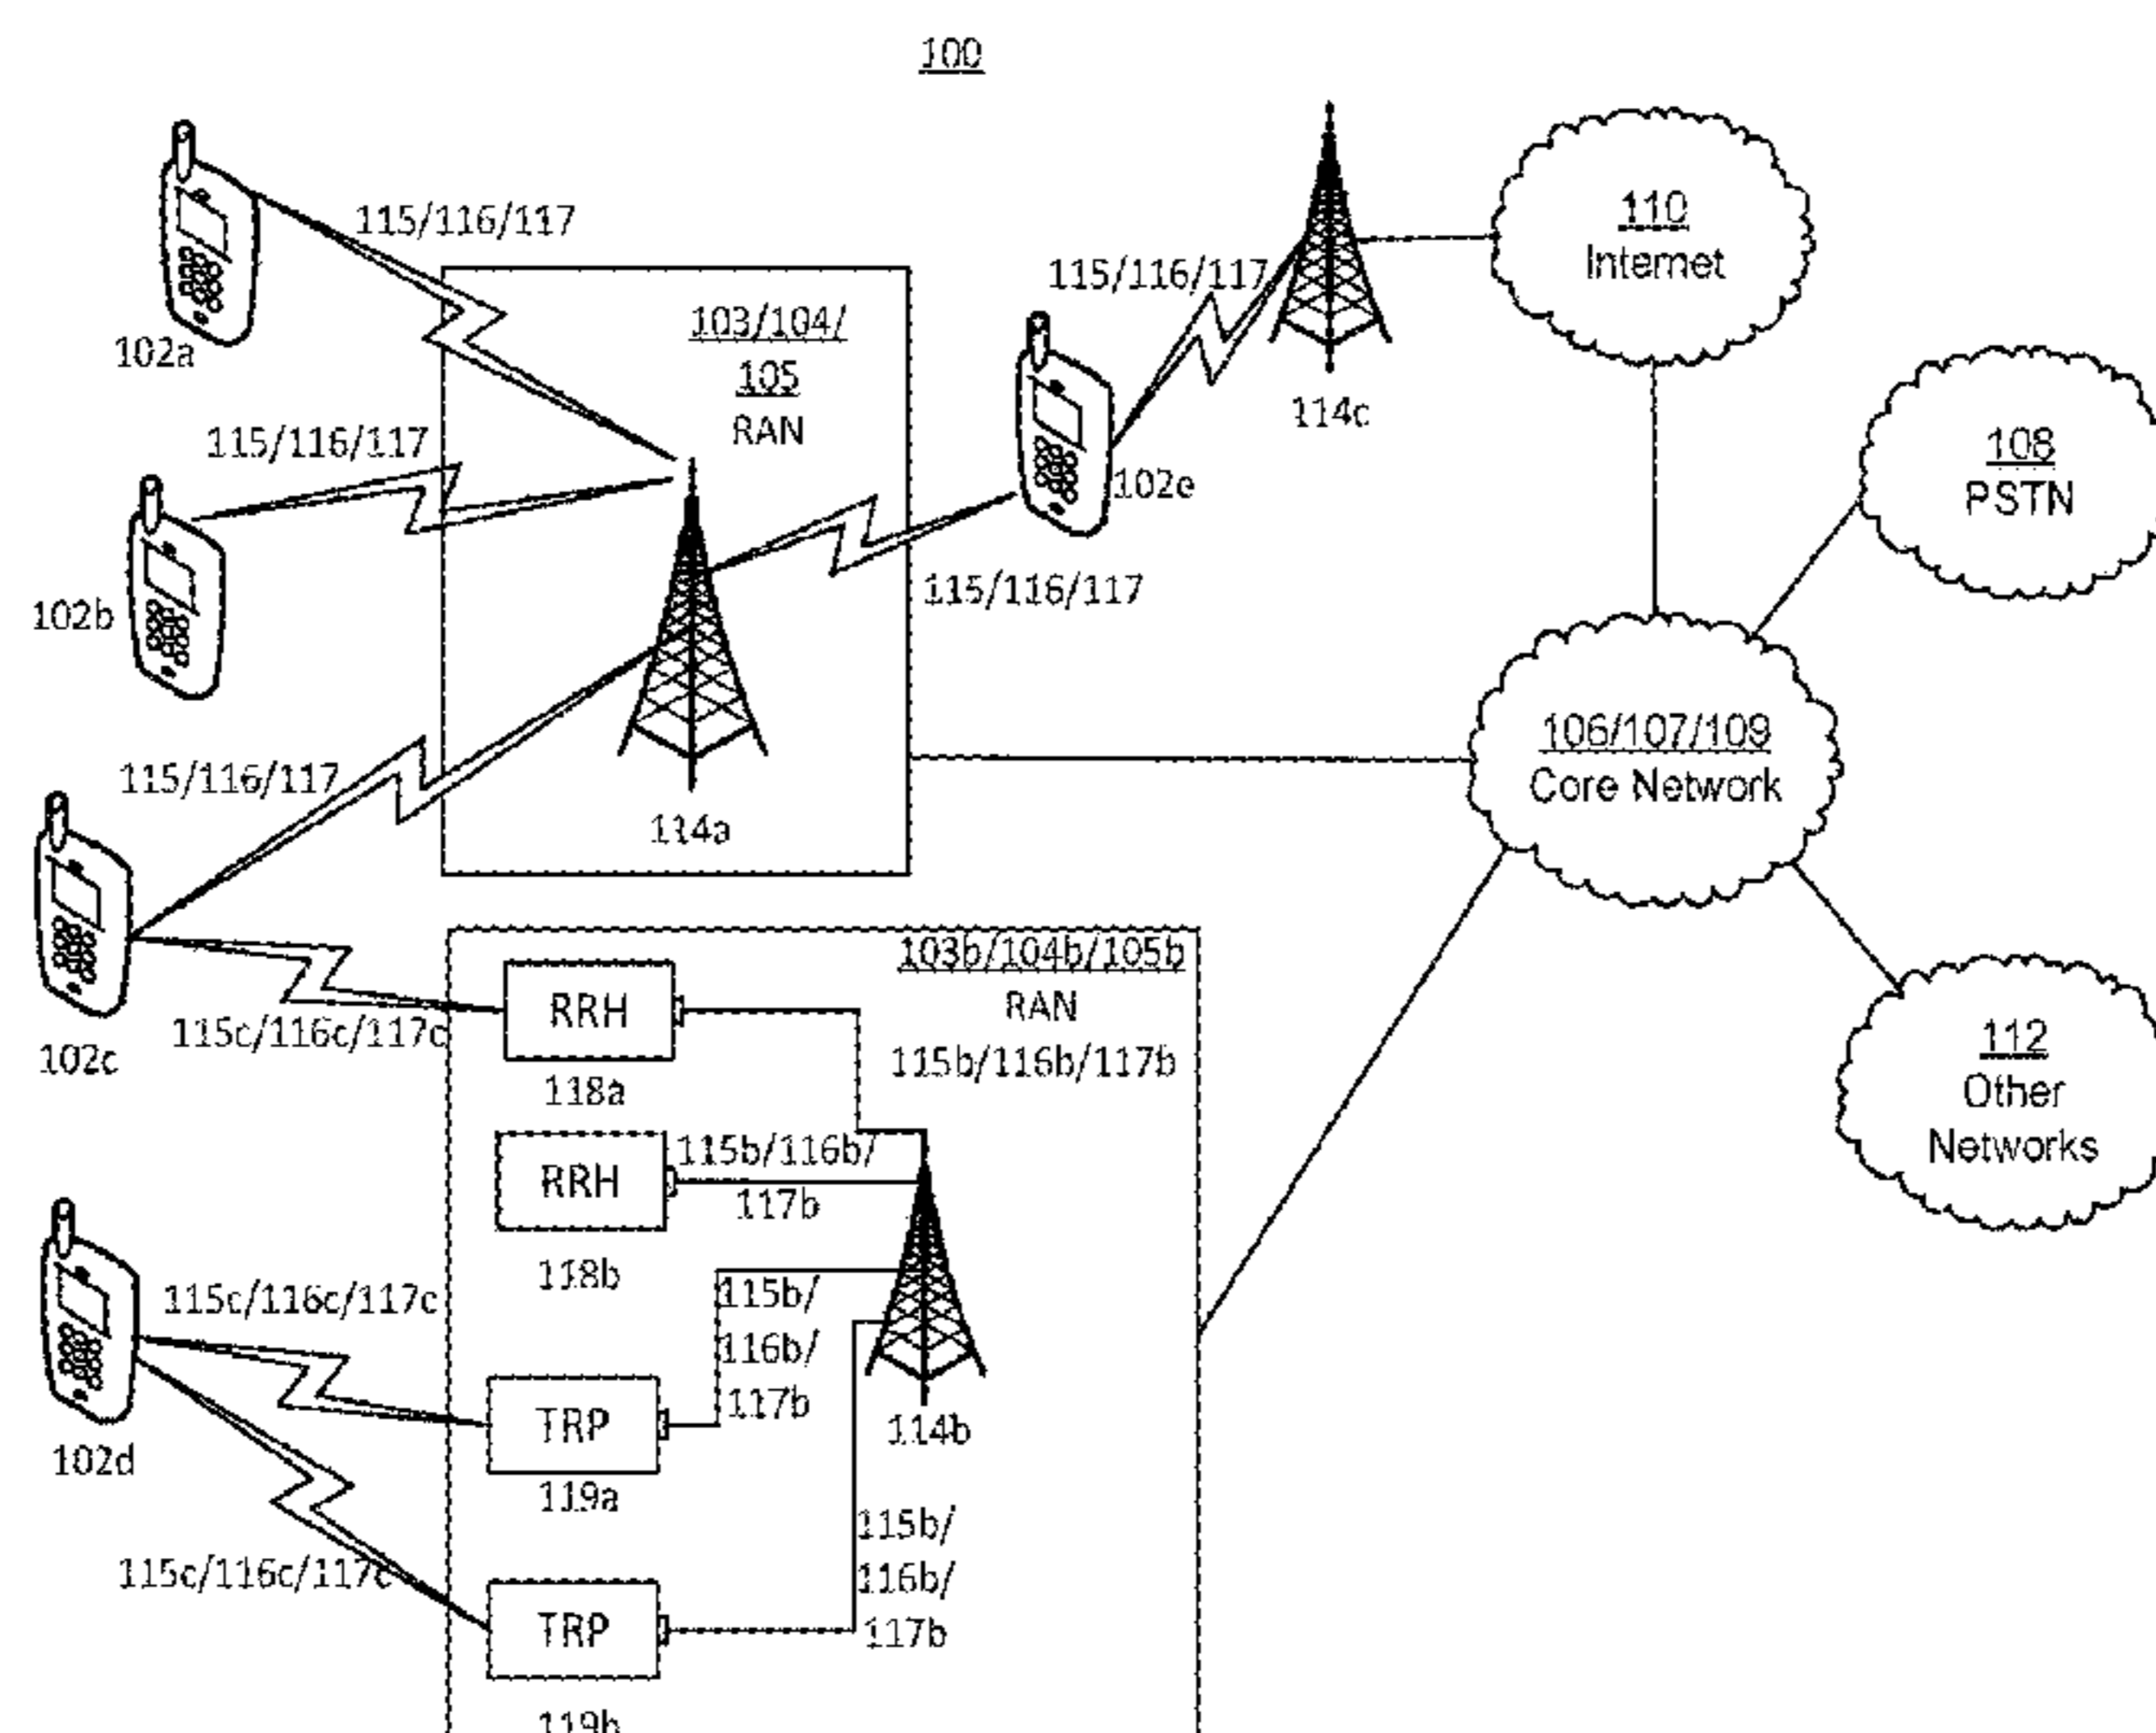 100
115/116/117
102a
103/104/
105
RAN
115/116/117
102b
115/116/117
114a
115/116/117
102e
115/116/117
114c
110
Internet
108
PSTN
106/107/109
Core Network
112
Other
Networks
102c
115c/116c/117c
103b/104b/105b
RAN
115b/116b/117b
RRH
118a
RRH
118b
115b/116b/
117b
115b/
116b/
117b
114b
102d
115c/116c/117c
TRP
119a
115c/116c/117c
TRP
119b
115b/
116b/
117b